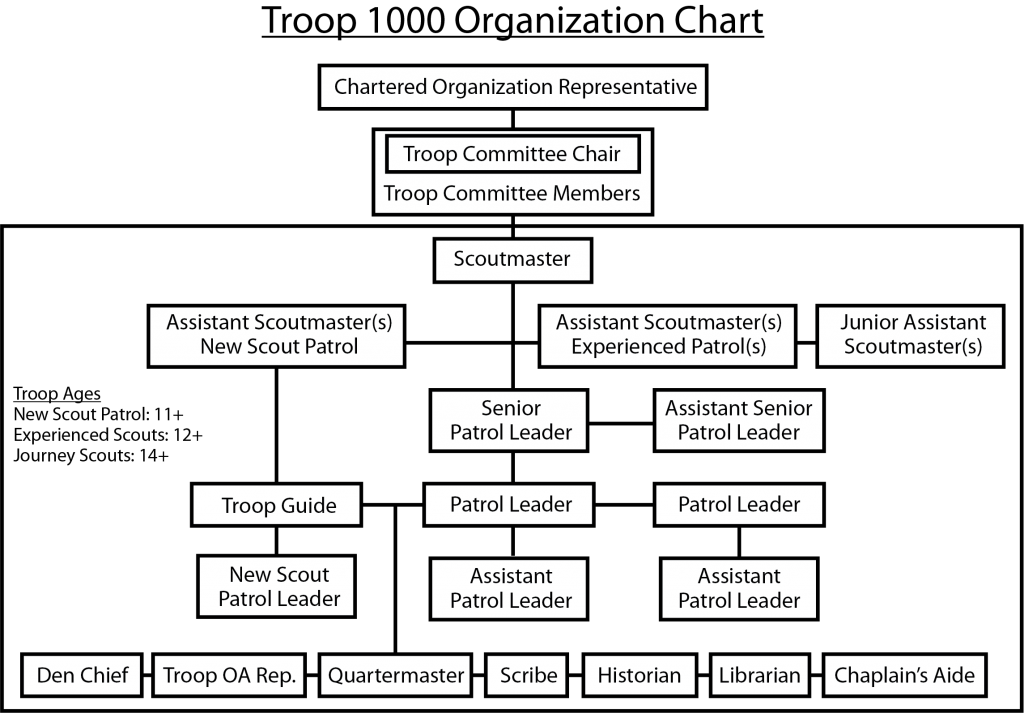 Troop 1000 Organization Chart
Chartered Organization Representative
Troop Committee Chair
Troop Committee Members
Scoutmaster
Assistant Scoutmaster(s)
New Scout Patrol
Assistant Scoutmaster(s)
Experienced Patrol(s)
Junior Assistant
Scoutmaster(s)
Troop Ages
New Scout Patrol: 11+
Experienced Scouts: 12+
Journey Scouts: 14+
Senior
Patrol Leader
Assistant Senior
Patrol Leader
Troop Guide
Patrol Leader
Patrol Leader
New Scout
Patrol Leader
Assistant
Patrol Leader
Assistant
Patrol Leader
Den Chief
Troop OA Rep.
Quartermaster
Scribe
Historian
Librarian
Chaplain's Aide